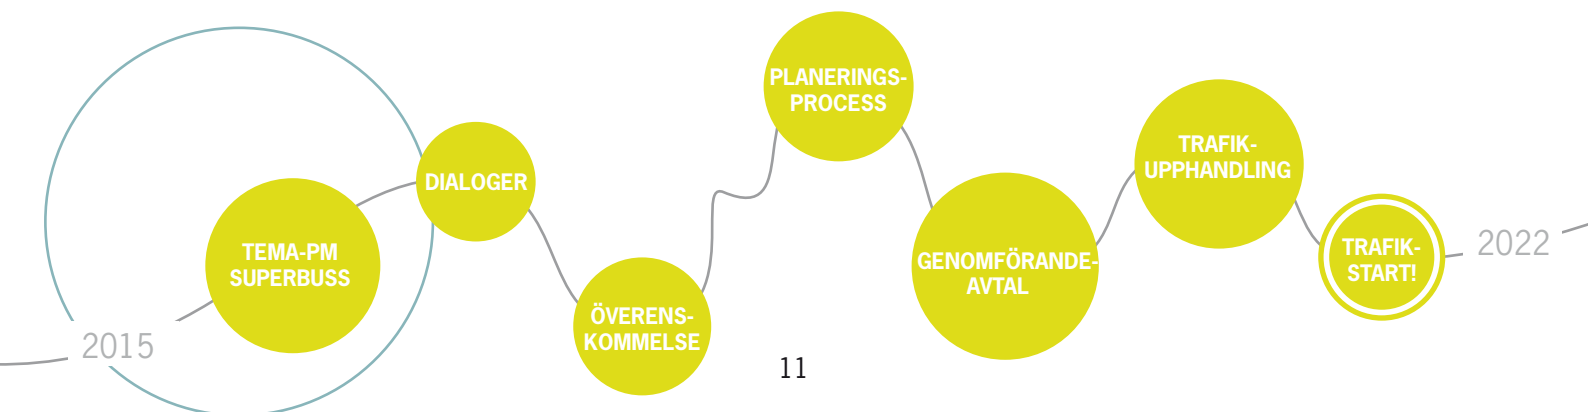 2015
TEMA-PM
SUPERBUSS
DIALOGER
ÖVERENS-
KOMMELSE
PLANERINGS-
PROCESS
GENOMFÖRANDE-
AVTAL
TRAFIK-
UPPHANDLING
TRAFIK-
START!
2022
11